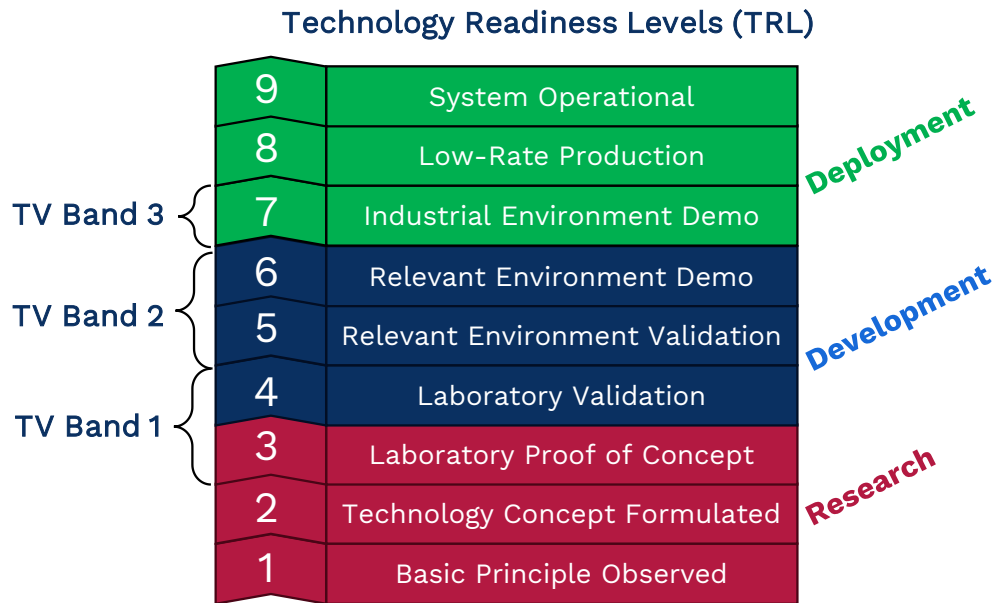 Technology Readiness Levels (TRL)
9 System Operational
8 Low-Rate Production
Deployment
TV Band 3
7 Industrial Environment Demo
6 Relevant Environment Demo
TV Band 2
5 Relevant Environment Validation
Development
4 Laboratory Validation
TV Band 1
3 Laboratory Proof of Concept
2 Technology Concept Formulated
Research
1 Basic Principle Observed